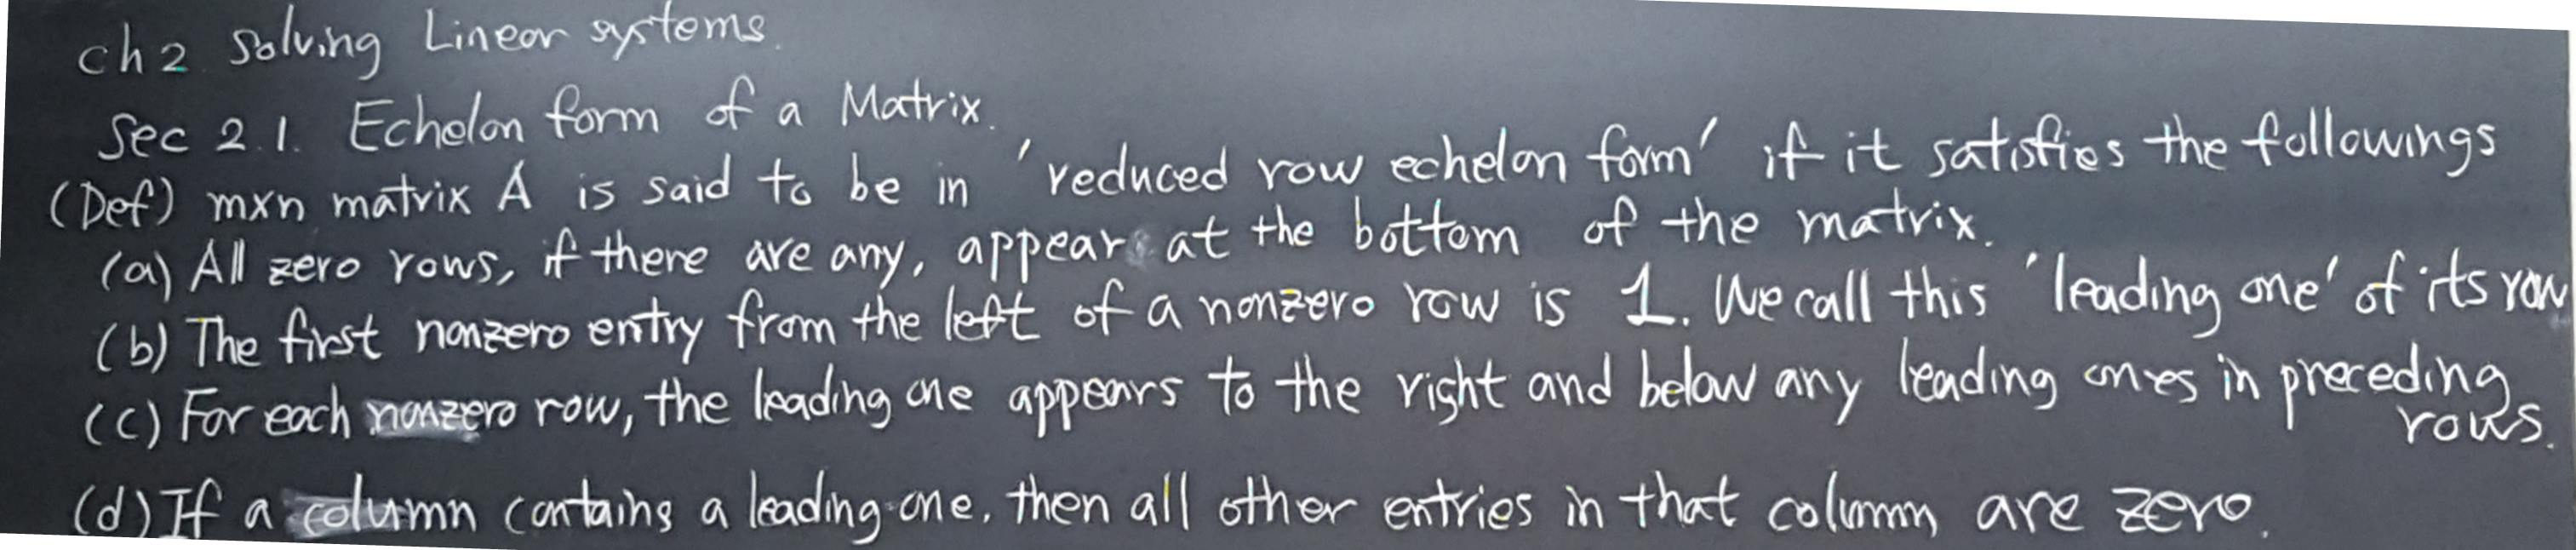 ch2 Solving Linear systems.
Sec 2.1. Echelon form of a Matrix.
(Def) m×n matrix A is said to be in 'reduced row echelon form' if it satisfies the followings
(a) All zero rows, if there are any, appear at the bottom of the matrix.
(b) The first nonzero entry from the left of a nonzero row is 1. We call this 'leading one' of its row
(c) For each nonzero row, the leading one appears to the right and below any leading ones in preceding
rows.
(d) If a column contains a leading one, then all other entries in that column are zero.